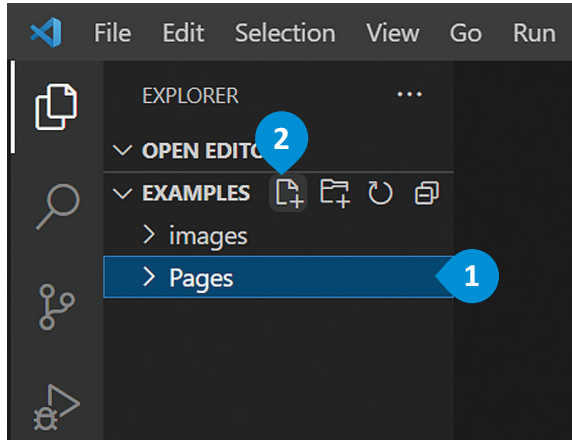 File Edit Selection View Go Run
EXPLORER ...
2
OPEN EDITO
EXAMPLES
images
Pages 1